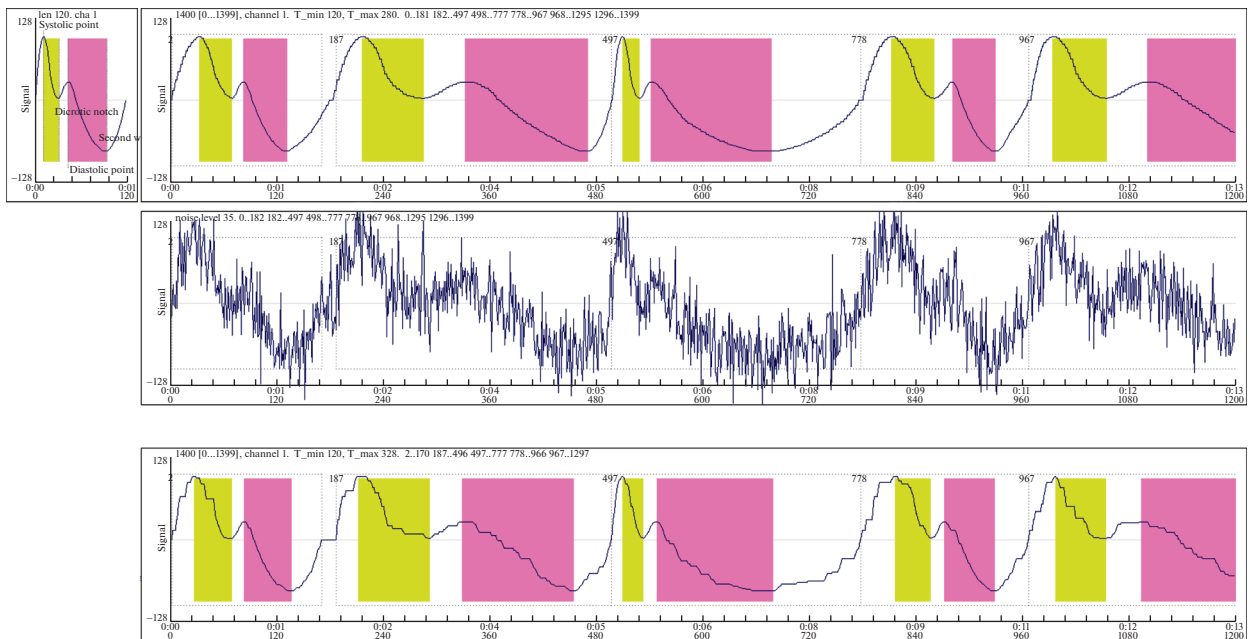 len 120. cha 1
128
Systolic point
Signal
Dicrotic notch
Second w
Diastolic point
−128
0:00 0:01
0 120
1400 [0...1399], channel 1. T_min 120, T_max 280. 0..181 182..497 498..777 778..967 968..1295 1296..1399
128
2 187 497 778 967
Signal
−128
0:00 0:01 0:02 0:04 0:05 0:06 0:08 0:09 0:11 0:12 0:13
0 120 240 360 480 600 720 840 960 1080 1200
noise level 35. 0..182 182..497 498..777 778..967 968..1295 1296..1399
128
2 187 497 778 967
Signal
−128
0:00 0:01 0:02 0:04 0:05 0:06 0:08 0:09 0:11 0:12 0:13
0 120 240 360 480 600 720 840 960 1080 1200
1400 [0...1399], channel 1. T_min 120, T_max 328. 2..170 187..496 497..777 778..966 967..1297
128
2 187 497 778 967
Signal
−128
0:00 0:01 0:02 0:04 0:05 0:06 0:08 0:09 0:11 0:12 0:13
0 120 240 360 480 600 720 840 960 1080 1200